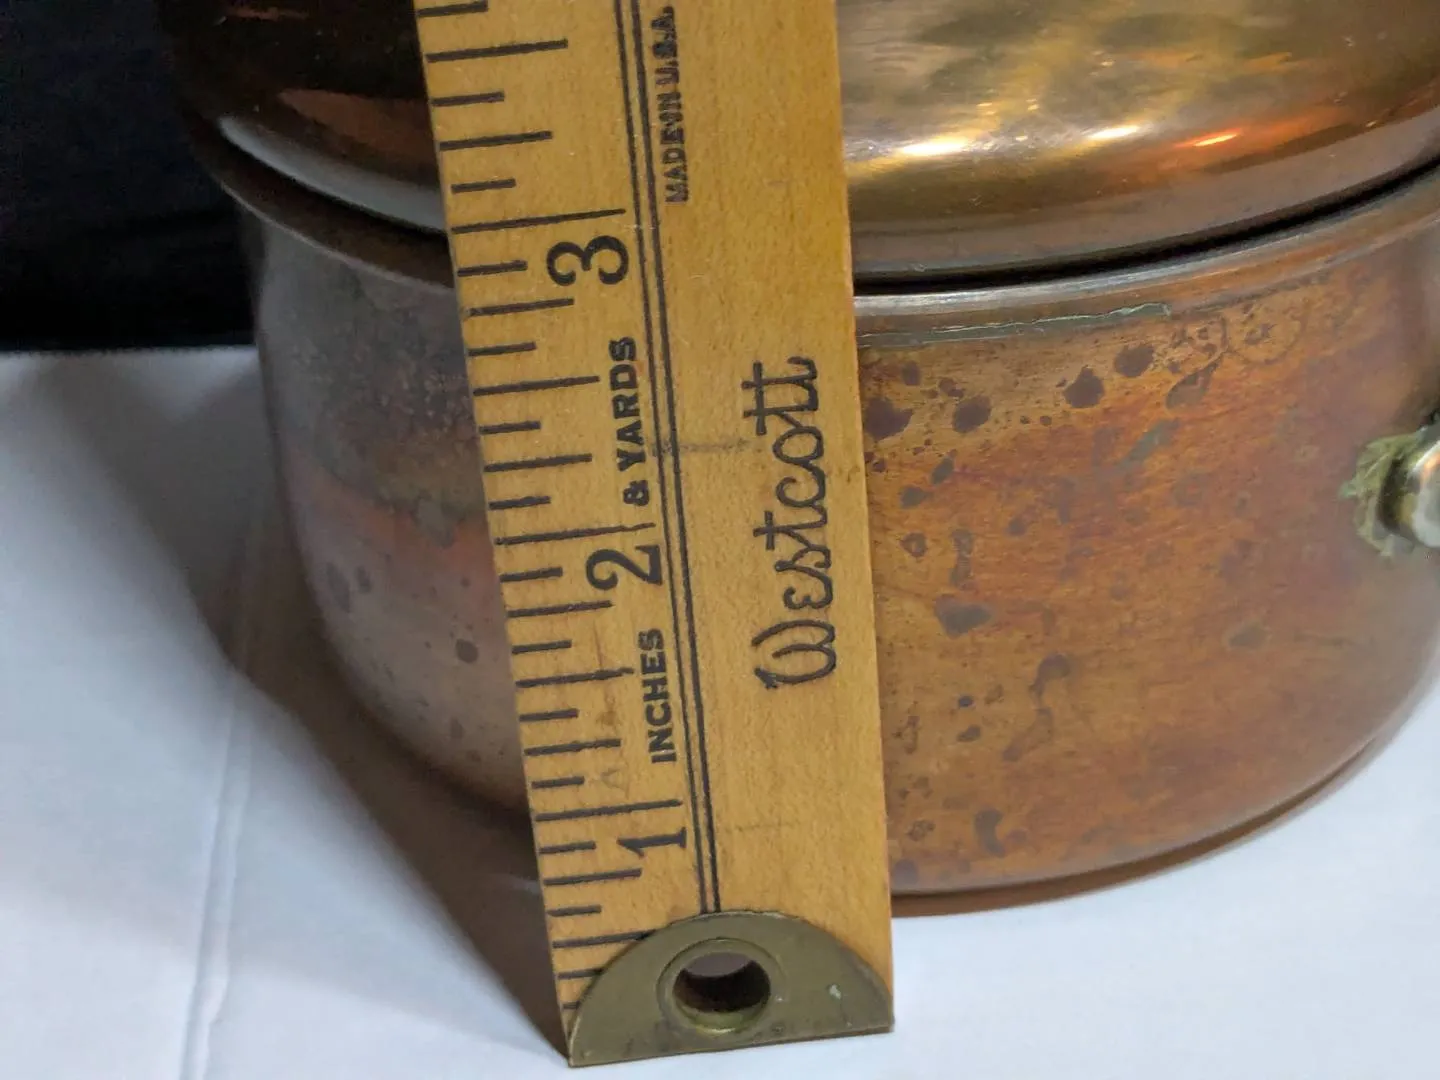 MADE IN U.S.A.
3
& YARDS
2
INCHES
1
Westcott